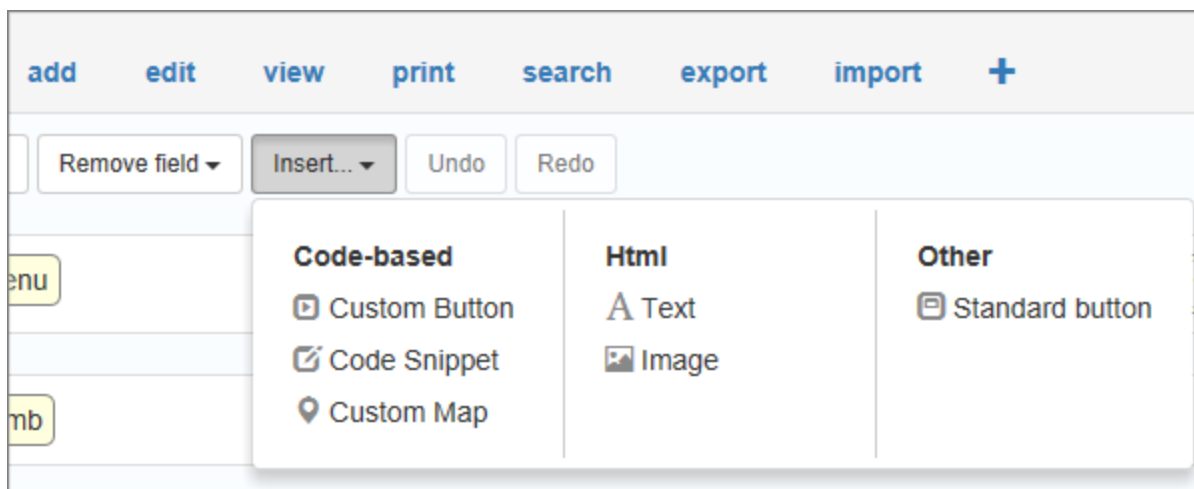 add edit view print search export import
Remove field Insert... Undo Redo
Code-based Html Other
Custom Button Text Standard button
Code Snippet Image
Custom Map